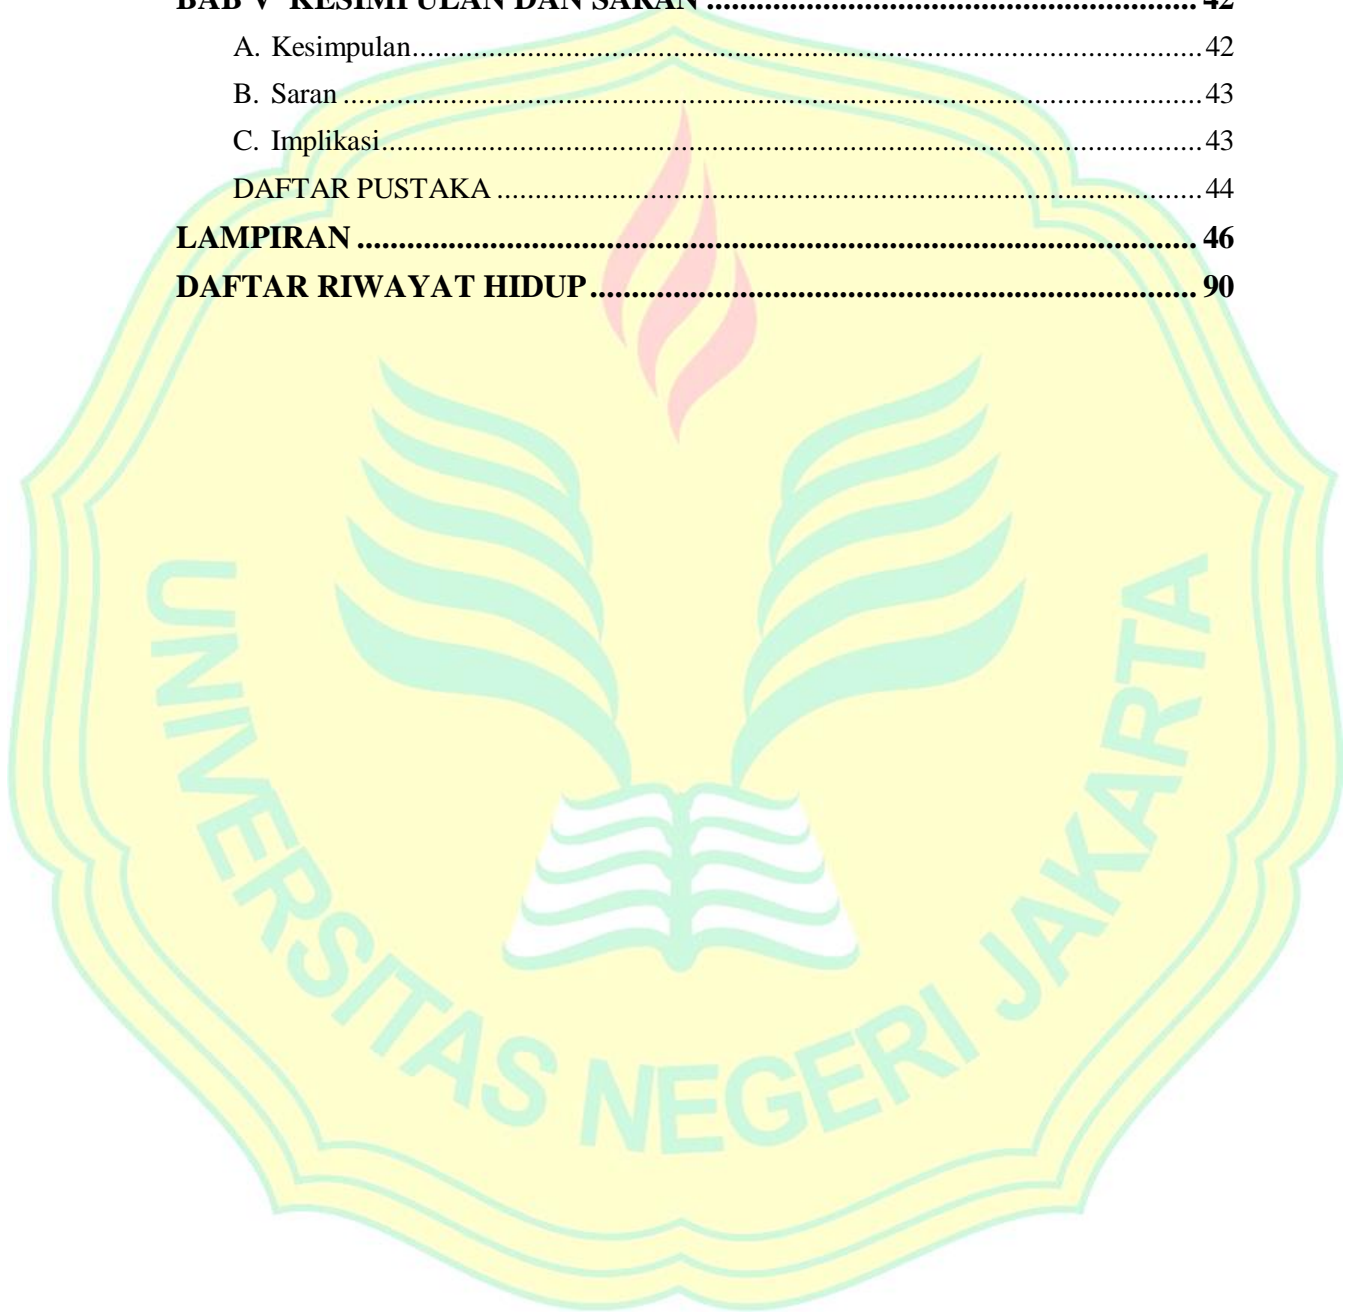 BAB V KESIMPULAN DAN SARAN ........................................................... 42
A. Kesimpulan....................................................................................................42
B. Saran .............................................................................................................43
C. Implikasi........................................................................................................43
DAFTAR PUSTAKA .........................................................................................44
LAMPIRAN ...................................................................................................... 46
DAFTAR RIWAYAT HIDUP.......................................................................... 90
UNIVERSITAS NEGERI JAKARTA